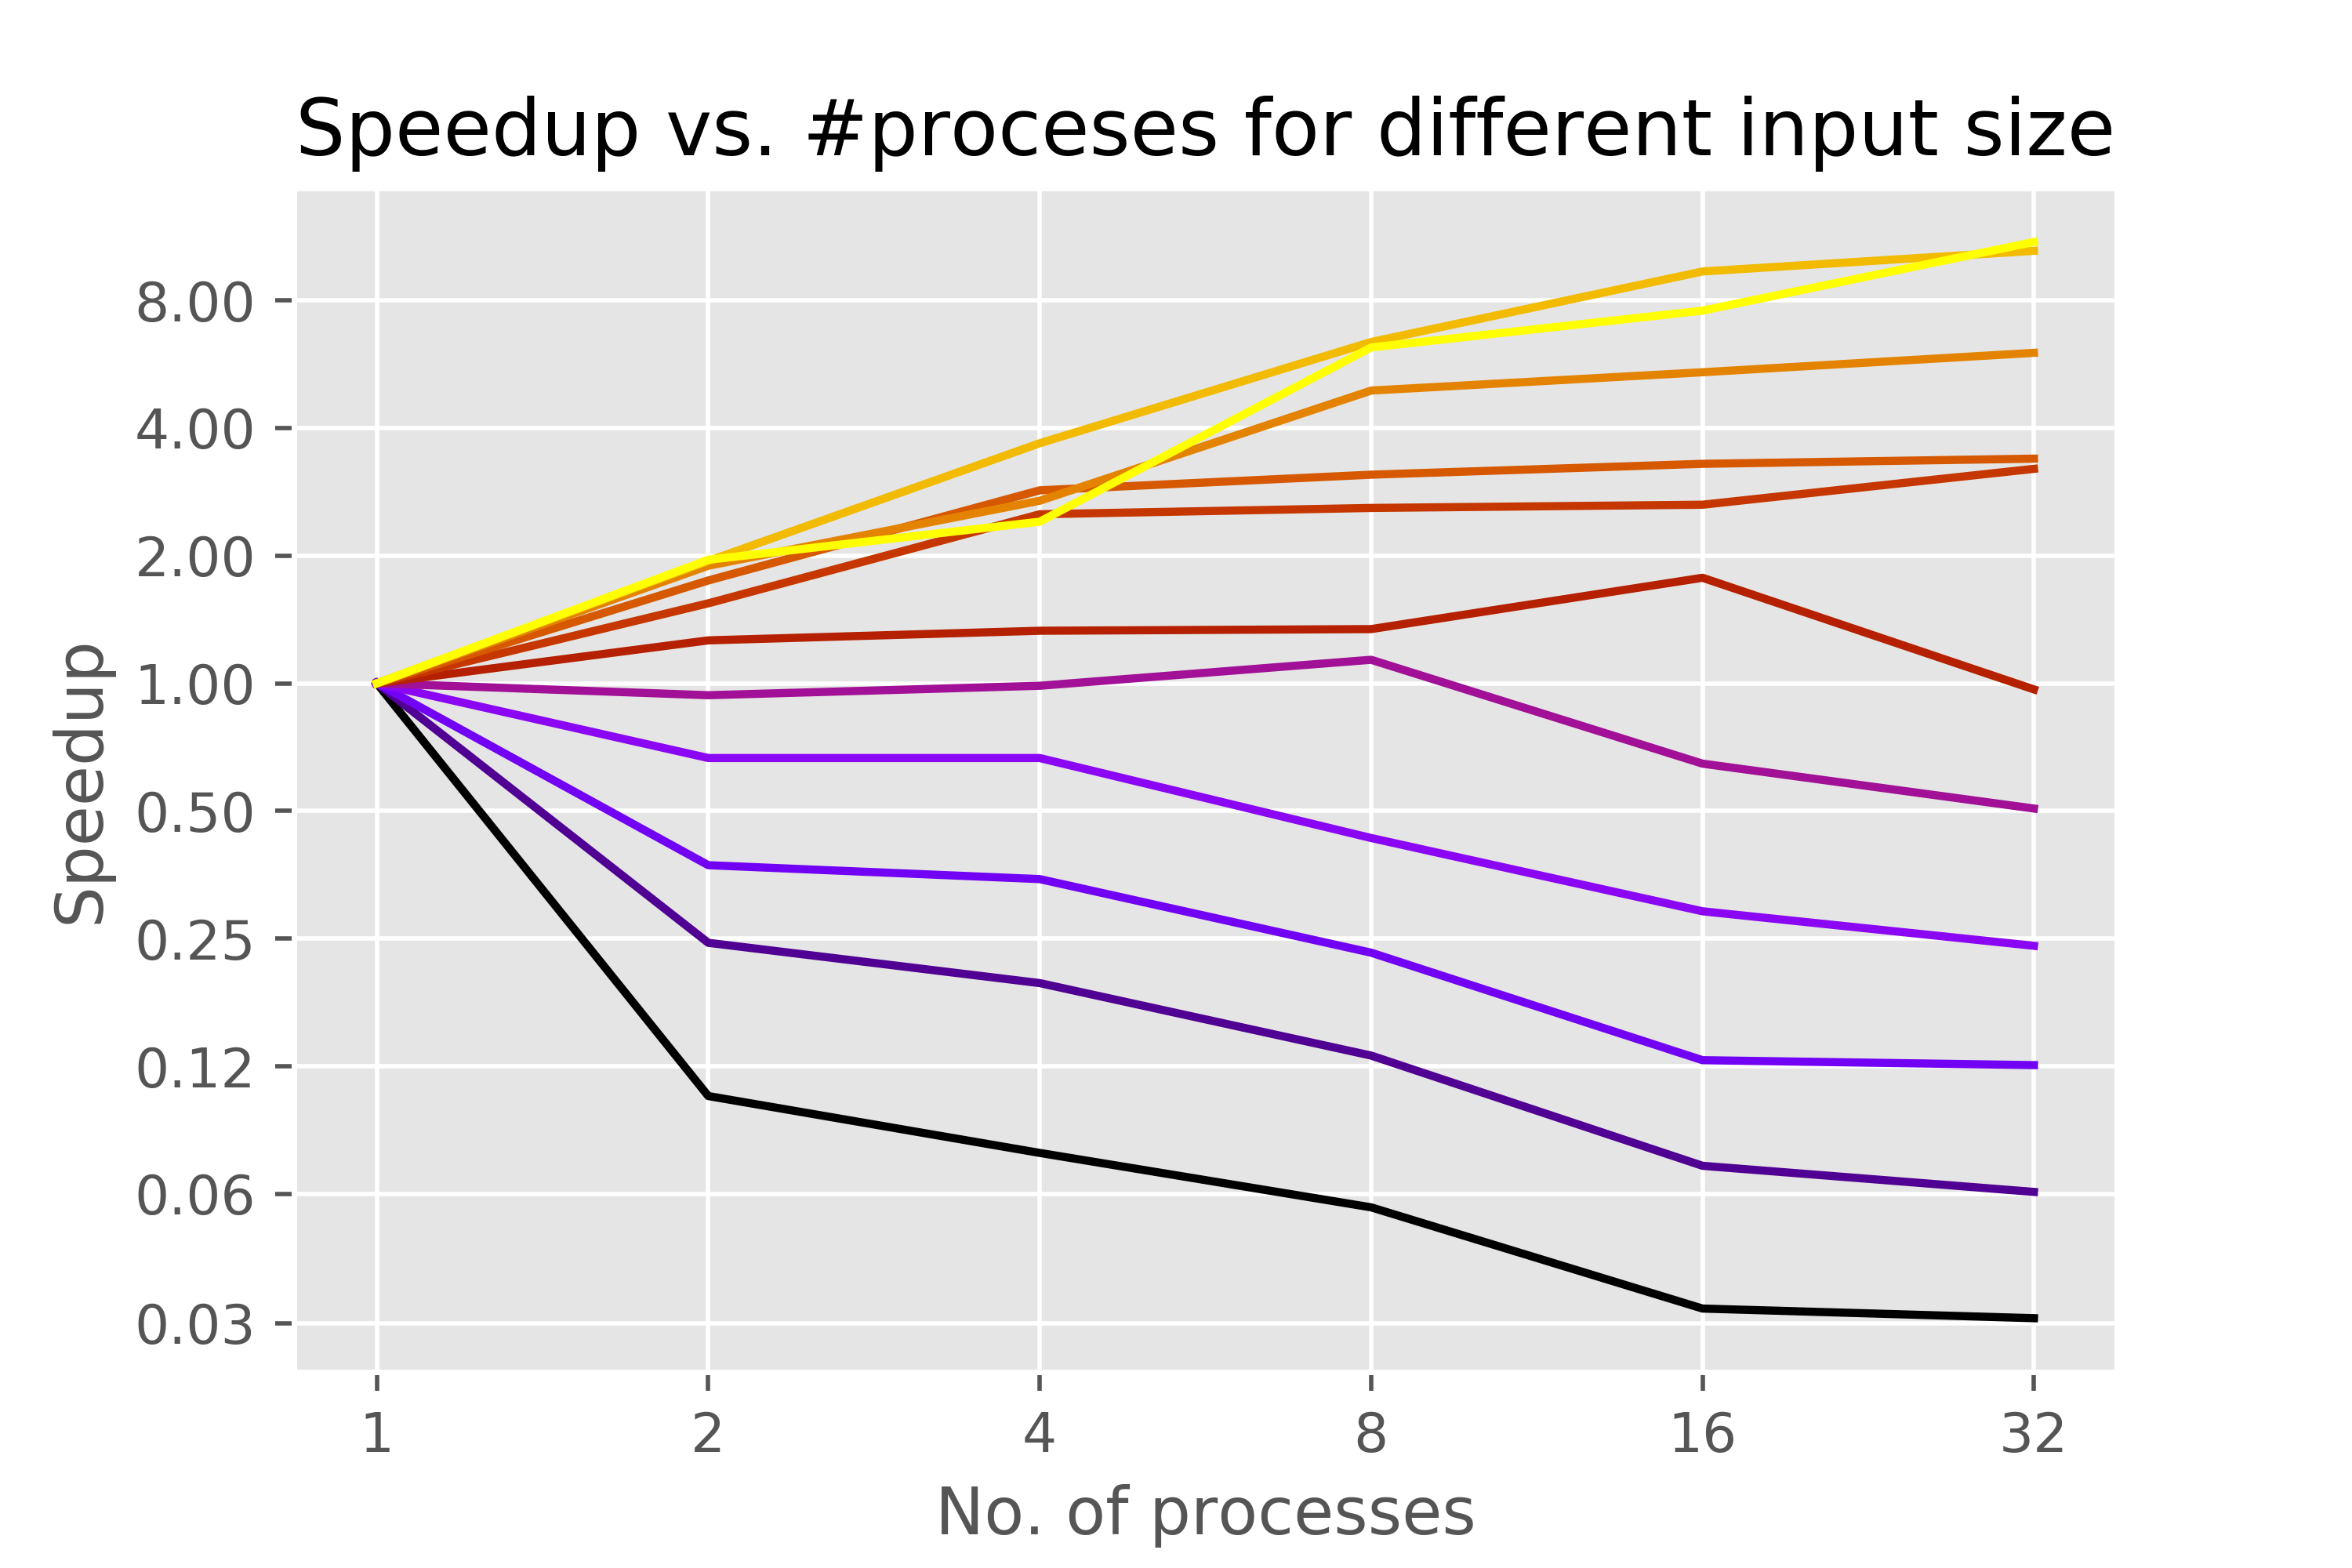 Speedup vs. #proceses for different input size
8.00
4.00
2.00
1.00
0.50
0.25
0.12
0.06
0.03
Speedup
1 2 4 8 16 32
No. of processes